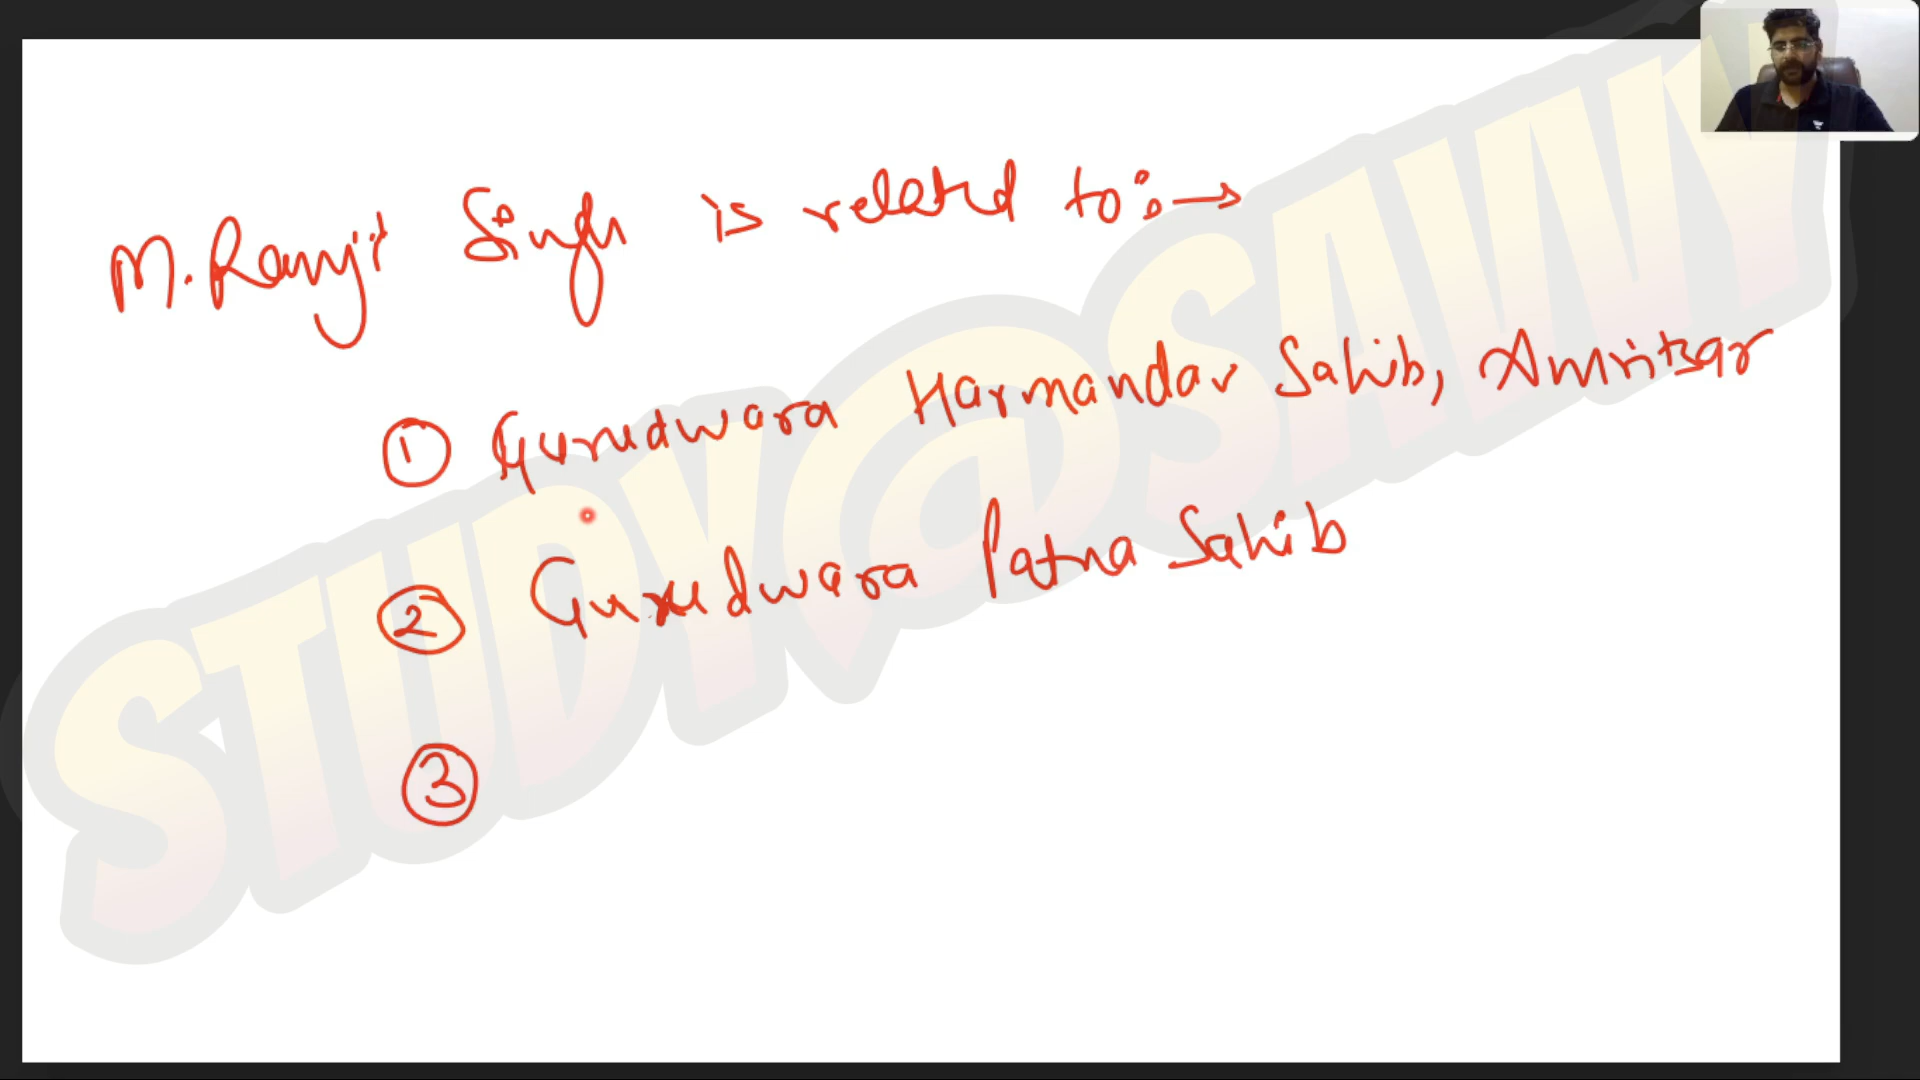 M. Ranjit Singh is related to:→
① Gurudwara Harmandar Sahib, Amritsar
② Gurudwara Patna Sahib
③
STUDY@SAVVY